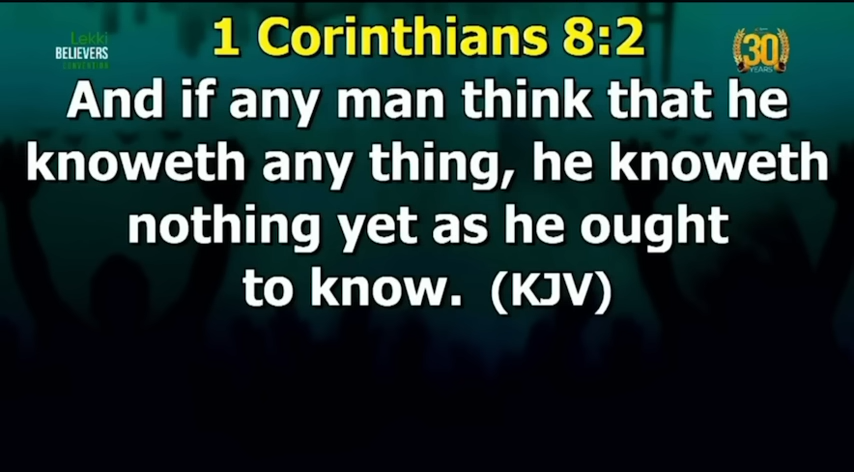 1 Corinthians 8:2
Lekki
BELIEVERS
CONVENTION
30
YEARS
And if any man think that he
knoweth any thing, he knoweth
nothing yet as he ought
to know. (KJV)